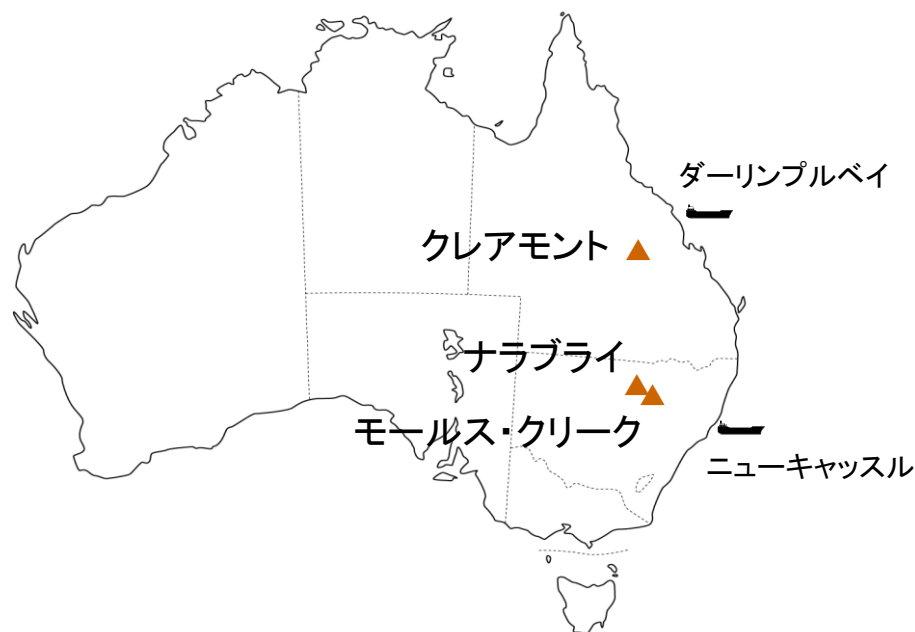 ダーリンプルベイ
クレアモント
ナラブライ
モールス・クリーク
ニューキャッスル